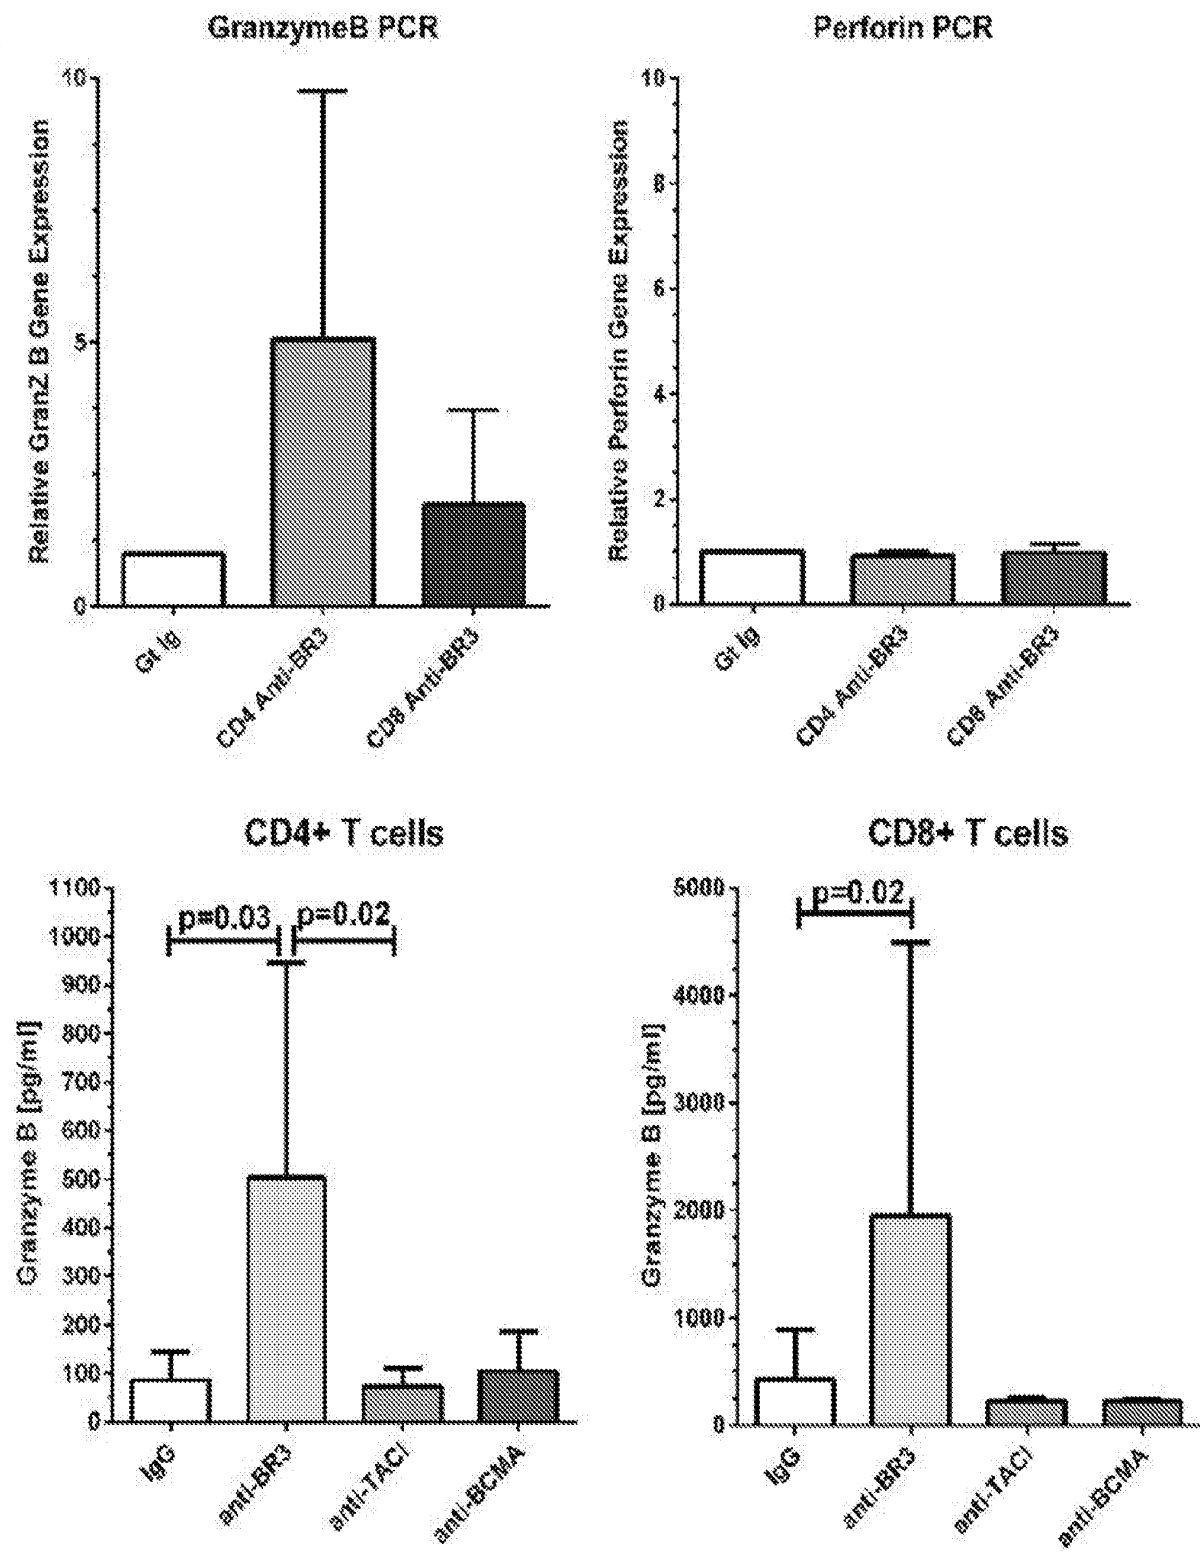 GranzymeB PCR
Relative GranZ B Gene Expression
10
5
0
Gt Ig
CD4 Anti-BR3
CD8 Anti-BR3
Perforin PCR
Relative Perforin Gene Expression
10
8
6
4
2
0
Gt Ig
CD4 Anti-BR3
CD8 Anti-BR3
CD4+ T cells
Granzyme B [pg/ml]
1100
1000
900
800
700
600
500
400
300
200
100
0
p=0.03
p=0.02
IgG
anti-BR3
anti-TACI
anti-BCMA
CD8+ T cells
Granzyme B [pg/ml]
5000
4000
3000
2000
1000
0
p=0.02
IgG
anti-BR3
anti-TACI
anti-BCMA